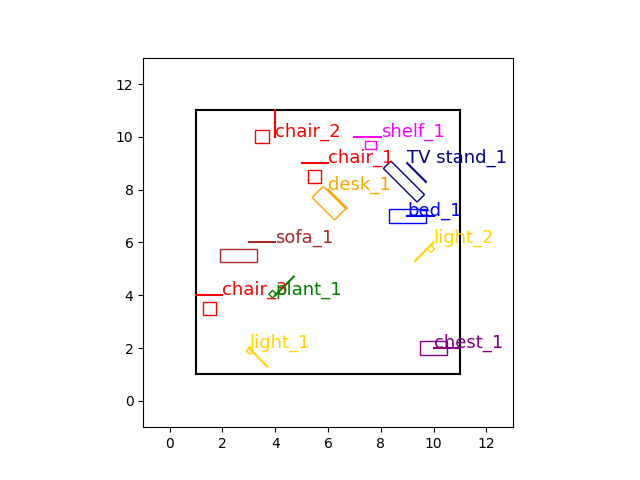 12
10
8
6
4
2
0
chair_2
shelf_1
chair_1
TV stand_1
desk_1
bed_1
sofa_1
light_2
chair_3
plant_1
light_1
chest_1
0 2 4 6 8 10 12